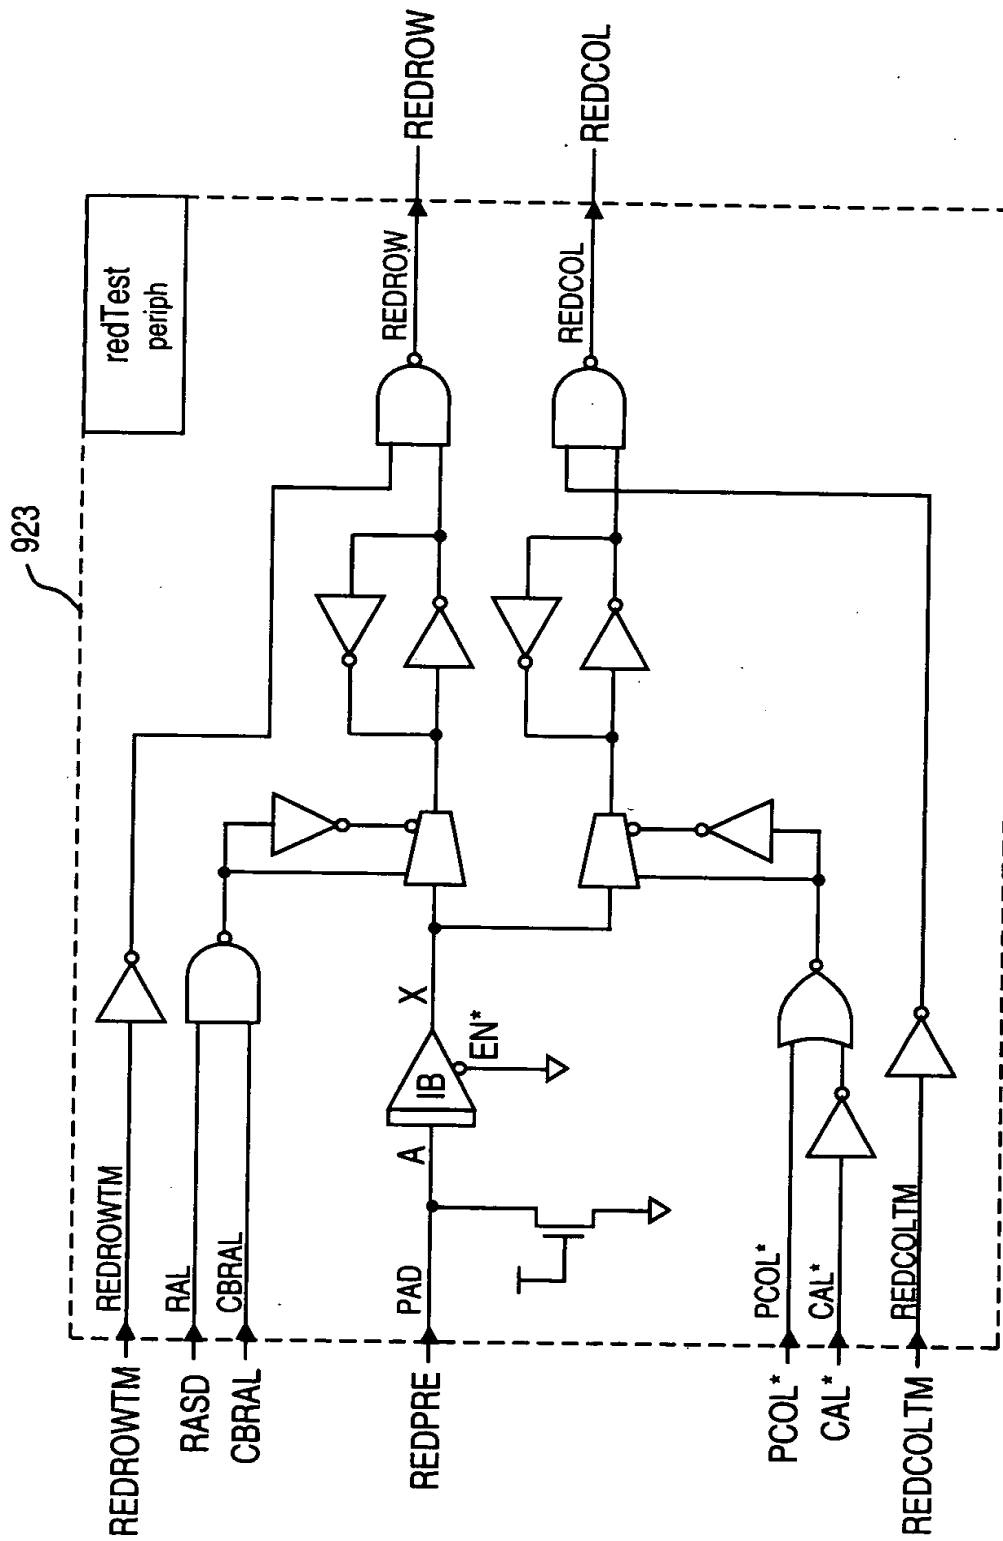 923
redTest
periph
REDROWTM
REDROWTM
RASD
RAL
CBRAL
CBRAL
REDPRE
PAD
A
IB
X
EN*
PCOL*
PCOL*
CAL*
CAL*
REDCOLTM
REDCOLTM
REDROW
REDROW
REDCOL
REDCOL